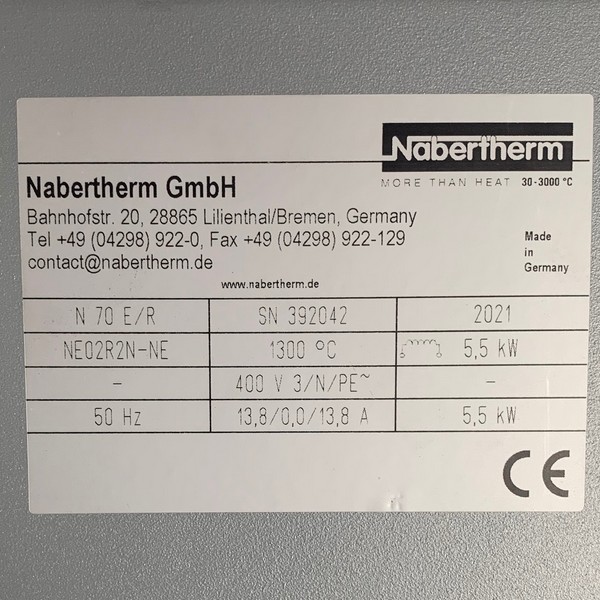 Nabertherm
MORE THAN HEAT 30-3000 °C
Nabertherm GmbH
Bahnhofstr. 20, 28865 Lilienthal/Bremen, Germany
Tel +49 (04298) 922-0, Fax +49 (04298) 922-129
contact@nabertherm.de
Made
in
Germany
www.nabertherm.de
N 70 E/R SN 392042 2021
NE02R2N-NE 1300 °C 5,5 kW
- 400 V 3/N/PE~ -
50 Hz 13,8/0,0/13,8 A 5,5 kW
CE